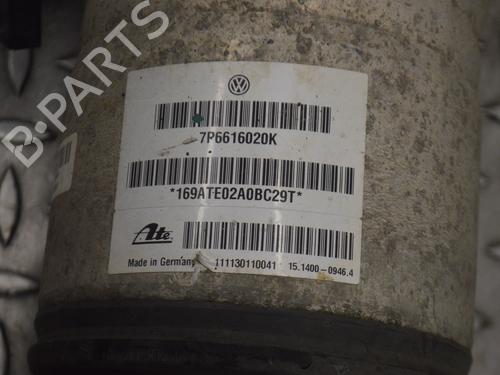 B-PARTS
7P6616020K
*169ATE02A0BC29T*
Ate
Made in Germany 111130110041 15.1400-0946.4